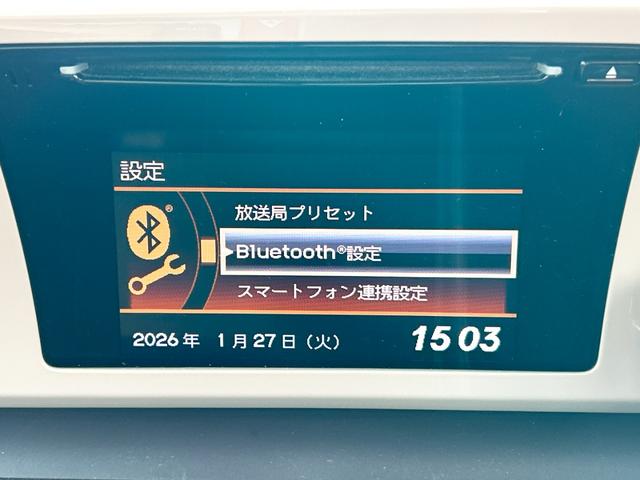 設定
放送局プリセット
Bluetooth®設定
スマートフォン連携設定
2026年 1月27日（火） 15 03